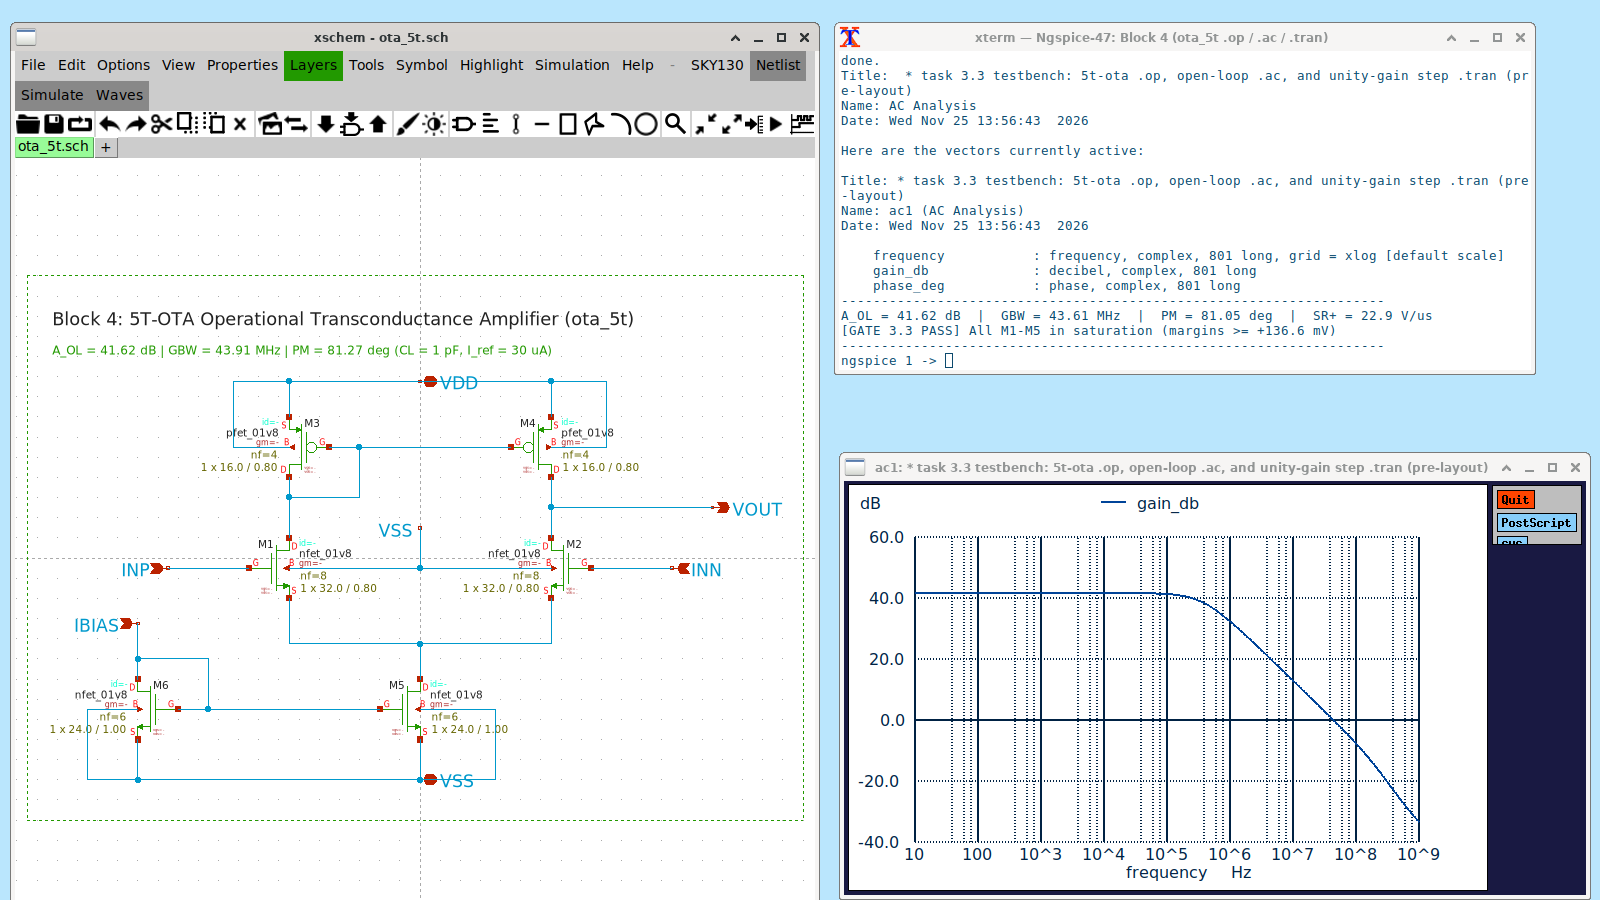 xschem - ota_5t.sch
File Edit Options View Properties Layers Tools Symbol Highlight Simulation Help - SKY130 Netlist
Simulate Waves
ota_5t.sch +
Block 4: 5T-OTA Operational Transconductance Amplifier (ota_5t)
A_OL = 41.62 dB | GBW = 43.91 MHz | PM = 81.27 deg (CL = 1 pF, I_ref = 30 uA)
VDD
id=- S M3
pfet_01v8
gm=- B G
nf=4
1 x 16.0 / 0.80 D
M4 S id=-
pfet_01v8
G B gm=-
nf=4
D 1 x 16.0 / 0.80
VOUT
VSS
M1 D id=-
nfet_01v8
G B gm=-
nf=8
S 1 x 32.0 / 0.80
INP
id=- D M2
nfet_01v8
gm=- B G
nf=8
1 x 32.0 / 0.80 S
INN
IBIAS
id=- D M6
nfet_01v8
gm=- B G
nf=6
1 x 24.0 / 1.00 S
M5 D id=-
nfet_01v8
G B gm=-
nf=6
S 1 x 24.0 / 1.00
VSS
xterm — Ngspice-47: Block 4 (ota_5t .op / .ac / .tran)
done.
Title:  * task 3.3 testbench: 5t-ota .op, open-loop .ac, and unity-gain step .tran (pr
e-layout)
Name: AC Analysis
Date: Wed Nov 25 13:56:43  2026
Here are the vectors currently active:
Title: * task 3.3 testbench: 5t-ota .op, open-loop .ac, and unity-gain step .tran (pre
-layout)
Name: ac1 (AC Analysis)
Date: Wed Nov 25 13:56:43  2026
frequency : frequency, complex, 801 long, grid = xlog [default scale]
gain_db : decibel, complex, 801 long
phase_deg : phase, complex, 801 long
--------------------------------------------------------------------
A_OL = 41.62 dB  |  GBW = 43.61 MHz  |  PM = 81.05 deg  |  SR+ = 22.9 V/us
[GATE 3.3 PASS] All M1-M5 in saturation (margins >= +136.6 mV)
--------------------------------------------------------------------
ngspice 1 ->
ac1: * task 3.3 testbench: 5t-ota .op, open-loop .ac, and unity-gain step .tran (pre-layout)
dB gain_db
Quit
PostScript
60.0
40.0
20.0
0.0
-20.0
-40.0
10 100 10^3 10^4 10^5 10^6 10^7 10^8 10^9
frequency Hz